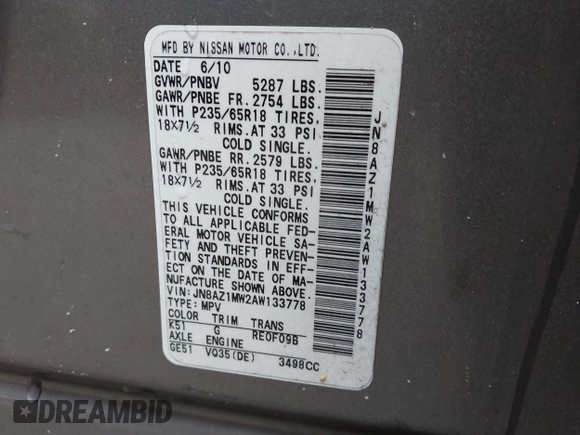 MFD BY NISSAN MOTOR CO.,LTD.
DATE 6/10
GVWR/PNBV 5287 LBS.
GAWR/PNBE FR. 2754 LBS.
WITH P235/65R18 TIRES,
18X7½ RIMS. AT 33 PSI
COLD SINGLE.
GAWR/PNBE RR. 2579 LBS.
WITH P235/65R18 TIRES,
18X7½ RIMS. AT 33 PSI
COLD SINGLE.
THIS VEHICLE CONFORMS
TO ALL APPLICABLE FED-
ERAL MOTOR VEHICLE SA-
FETY AND THEFT PREVEN-
TION STANDARDS IN EFF-
ECT ON THE DATE OF MA-
NUFACTURE SHOWN ABOVE.
VIN: JN8AZ1MW2AW133778
TYPE: MPV
COLOR TRIM TRANS
K51 G RE0F09B
AXLE ENGINE
GE51 VQ35(DE) 3498CC
JN8AZ1MW2AW133778
DREAMBID